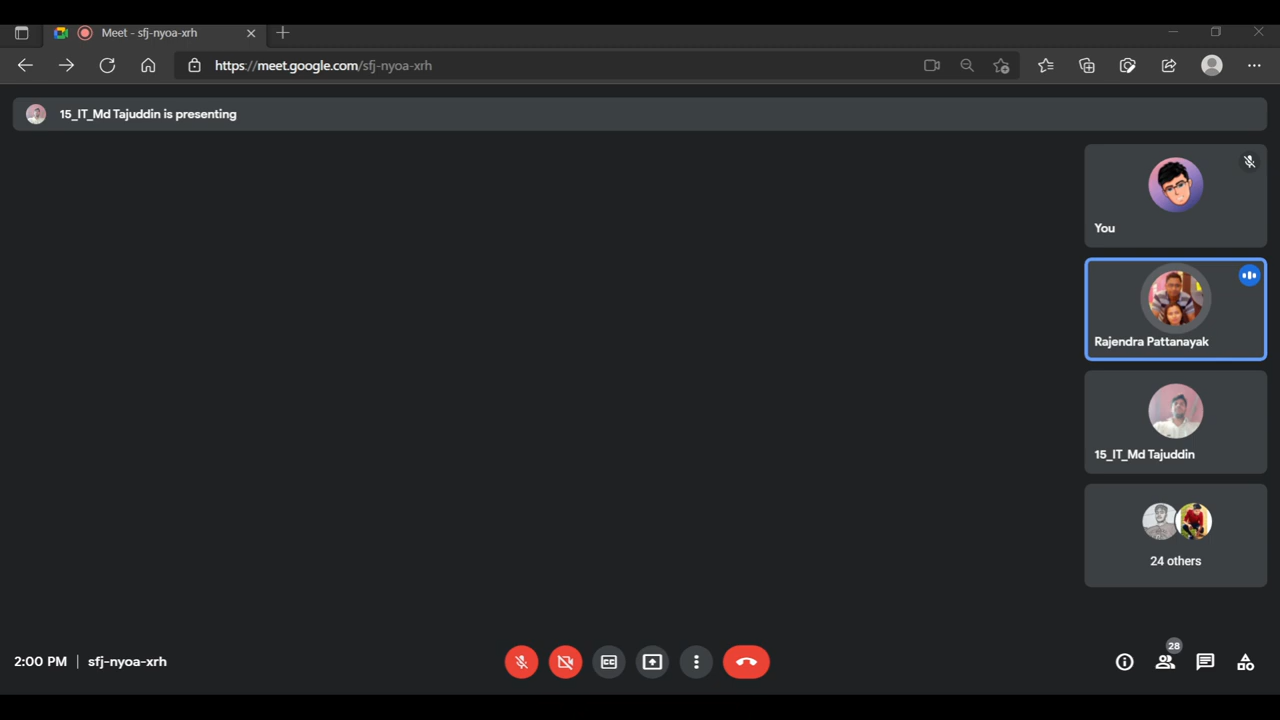 Meet - sfj-nyoa-xrh
https://meet.google.com/sfj-nyoa-xrh
15_IT_Md Tajuddin is presenting
You
Rajendra Pattanayak
15_IT_Md Tajuddin
24 others
2:00 PM | sfj-nyoa-xrh
CC
28